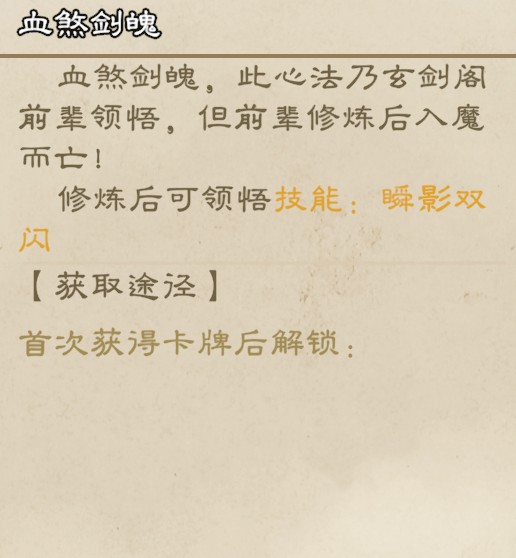 血煞剑魄
血煞剑魄，此心法乃玄剑阁
前辈领悟，但前辈修炼后入魔
而亡！
修炼后可领悟技能：瞬影双
闪
【获取途径】
首次获得卡牌后解锁：